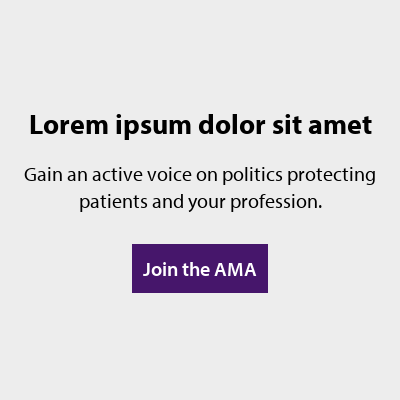 Lorem ipsum dolor sit amet
Gain an active voice on politics protecting
patients and your profession.
Join the AMA